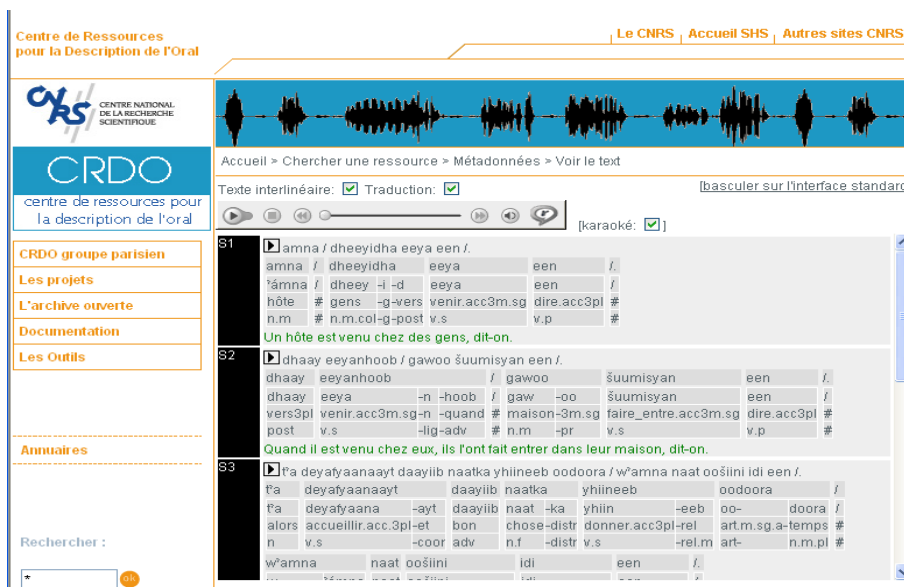 Centre de Ressources
pour la Description de l'Oral
Le CNRS Accueil SHS Autres sites CNRS
CNRS
CENTRE NATIONAL
DE LA RECHERCHE
SCIENTIFIQUE
CRDO
centre de ressources pour
la description de l'oral
CRDO groupe parisien
Les projets
L'archive ouverte
Documentation
Les Outils
Annuaires
Rechercher :
*
ok
Accueil > Chercher une ressource > Métadonnées > Voir le text
Texte interlinéaire: Traduction: [basculer sur l'interface standard
[karaoké: ]
S1
amna / dheeyidha eeya een /.
amna / dheeyidha eeya een /.
ˀámna / dheey -i -d eeya een #
hôte # gens -g-vers venir.acc3m.sg dire.acc3pl #
n.m # n.m.col-g-post v.s v.p #
Un hôte est venu chez des gens, dit-on.
S2
dhaay eeyanhoob / gawoo šuumisyan een /.
dhaay eeyanhoob / gawoo šuumisyan een /.
dhaay eeya -n -hoob / gaw -oo šuumisyan een #
vers3pl venir.acc3m.sg-n -quand # maison-3m.sg faire_entre.acc3m.sg dire.acc3pl #
post v.s -lig-adv # n.m -pr v.s v.p #
Quand il est venu chez eux, ils l'ont fait entrer dans leur maison, dit-on.
S3
tˀa deyafyaanaayt daayiib naatka yhiineeb oodoora / wˀamna naat oošiini idi een /.
tˀa deyafyaanaayt daayiib naatka yhiineeb oodoora /
tˀa deyafyaana -ayt daayiib naat -ka yhiin -eeb oo- doora /
alors accueillir.acc.3pl-et bon chose-distr donner.acc3pl-rel art.m.sg.a-temps #
n v.s -coor adv n.f -distr v.s -rel.m art- n.m.pl #
wˀamna naat oošiini idi een /.